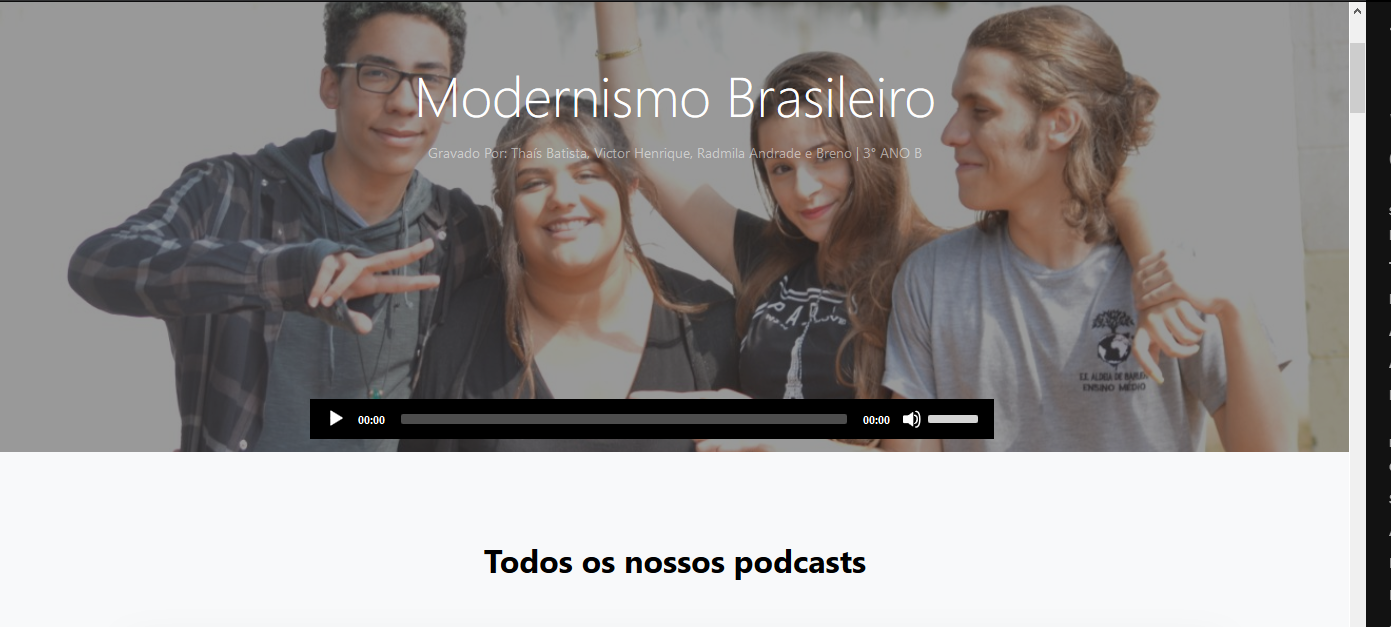 Modernismo Brasileiro
Gravado Por: Thaís Batista, Victor Henrique, Radmila Andrade e Breno | 3° ANO B
E.E. ALDEIA DE BARUERI
ENSINO MÉDIO
00:00
00:00
Todos os nossos podcasts